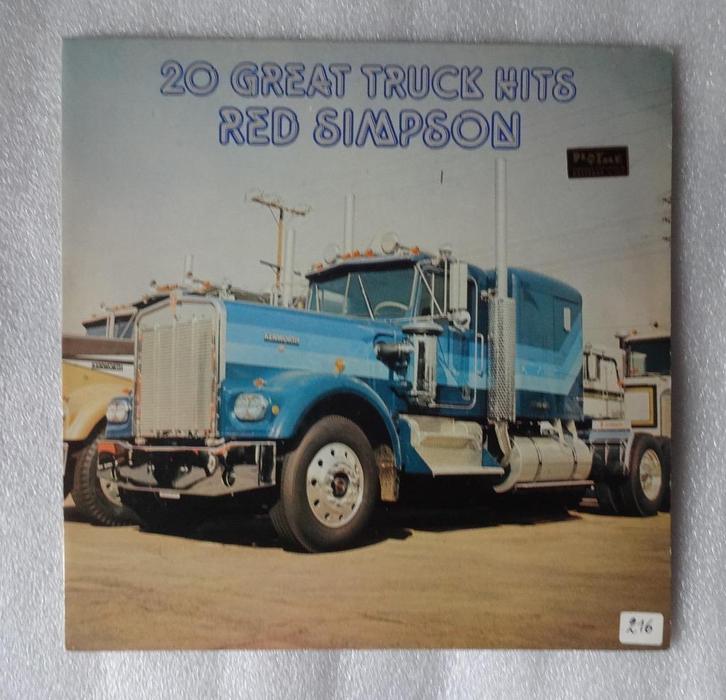 20 GREAT TRUCK HITS
RED SIMPSON
KENWORTH
216